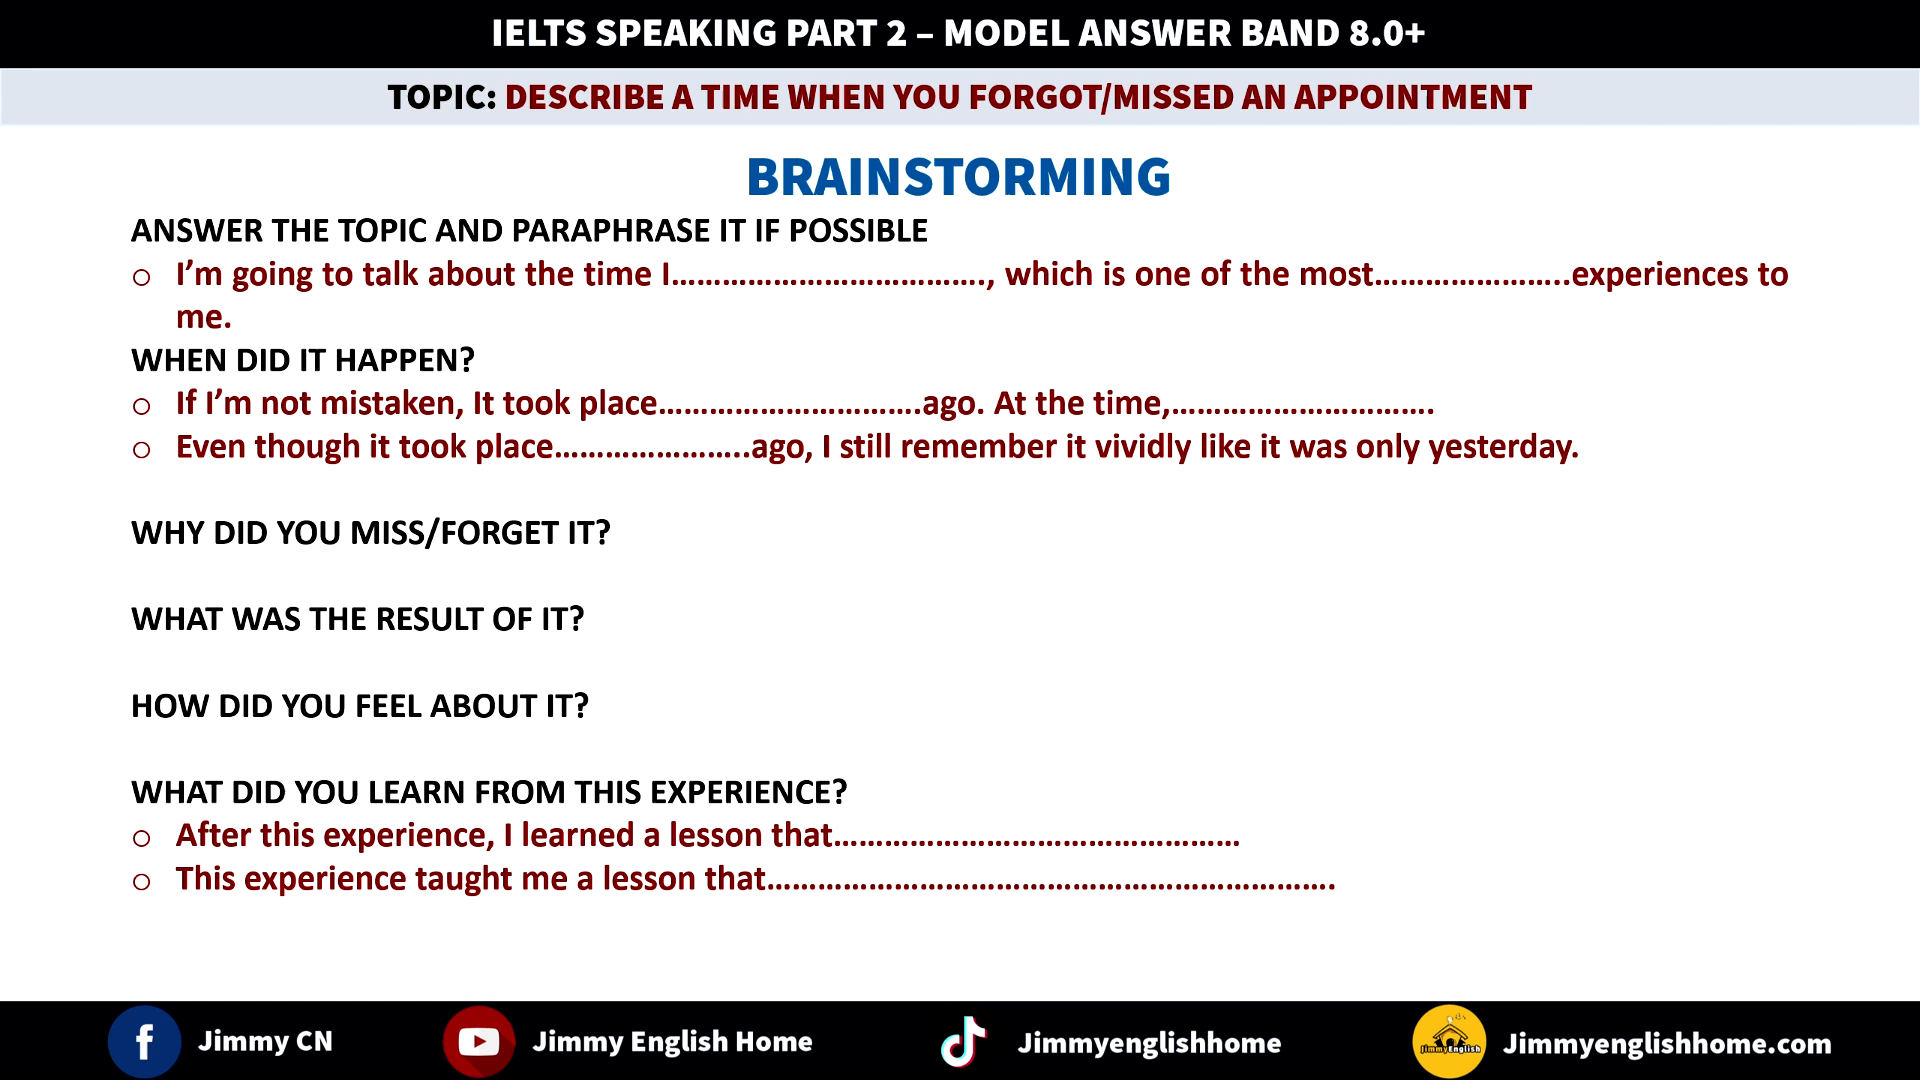 IELTS SPEAKING PART 2 – MODEL ANSWER BAND 8.0+
TOPIC: DESCRIBE A TIME WHEN YOU FORGOT/MISSED AN APPOINTMENT
BRAINSTORMING
ANSWER THE TOPIC AND PARAPHRASE IT IF POSSIBLE
o I’m going to talk about the time I………………………………., which is one of the most…………………..experiences to
me.
WHEN DID IT HAPPEN?
o If I’m not mistaken, It took place………………………….ago. At the time,………………………….
o Even though it took place…………………..ago, I still remember it vividly like it was only yesterday.
WHY DID YOU MISS/FORGET IT?
WHAT WAS THE RESULT OF IT?
HOW DID YOU FEEL ABOUT IT?
WHAT DID YOU LEARN FROM THIS EXPERIENCE?
o After this experience, I learned a lesson that…………………………………………
o This experience taught me a lesson that………………………………………………………….
f Jimmy CN
Jimmy English Home
Jimmyenglishhome
JimmyEnglish
Jimmyenglishhome.com